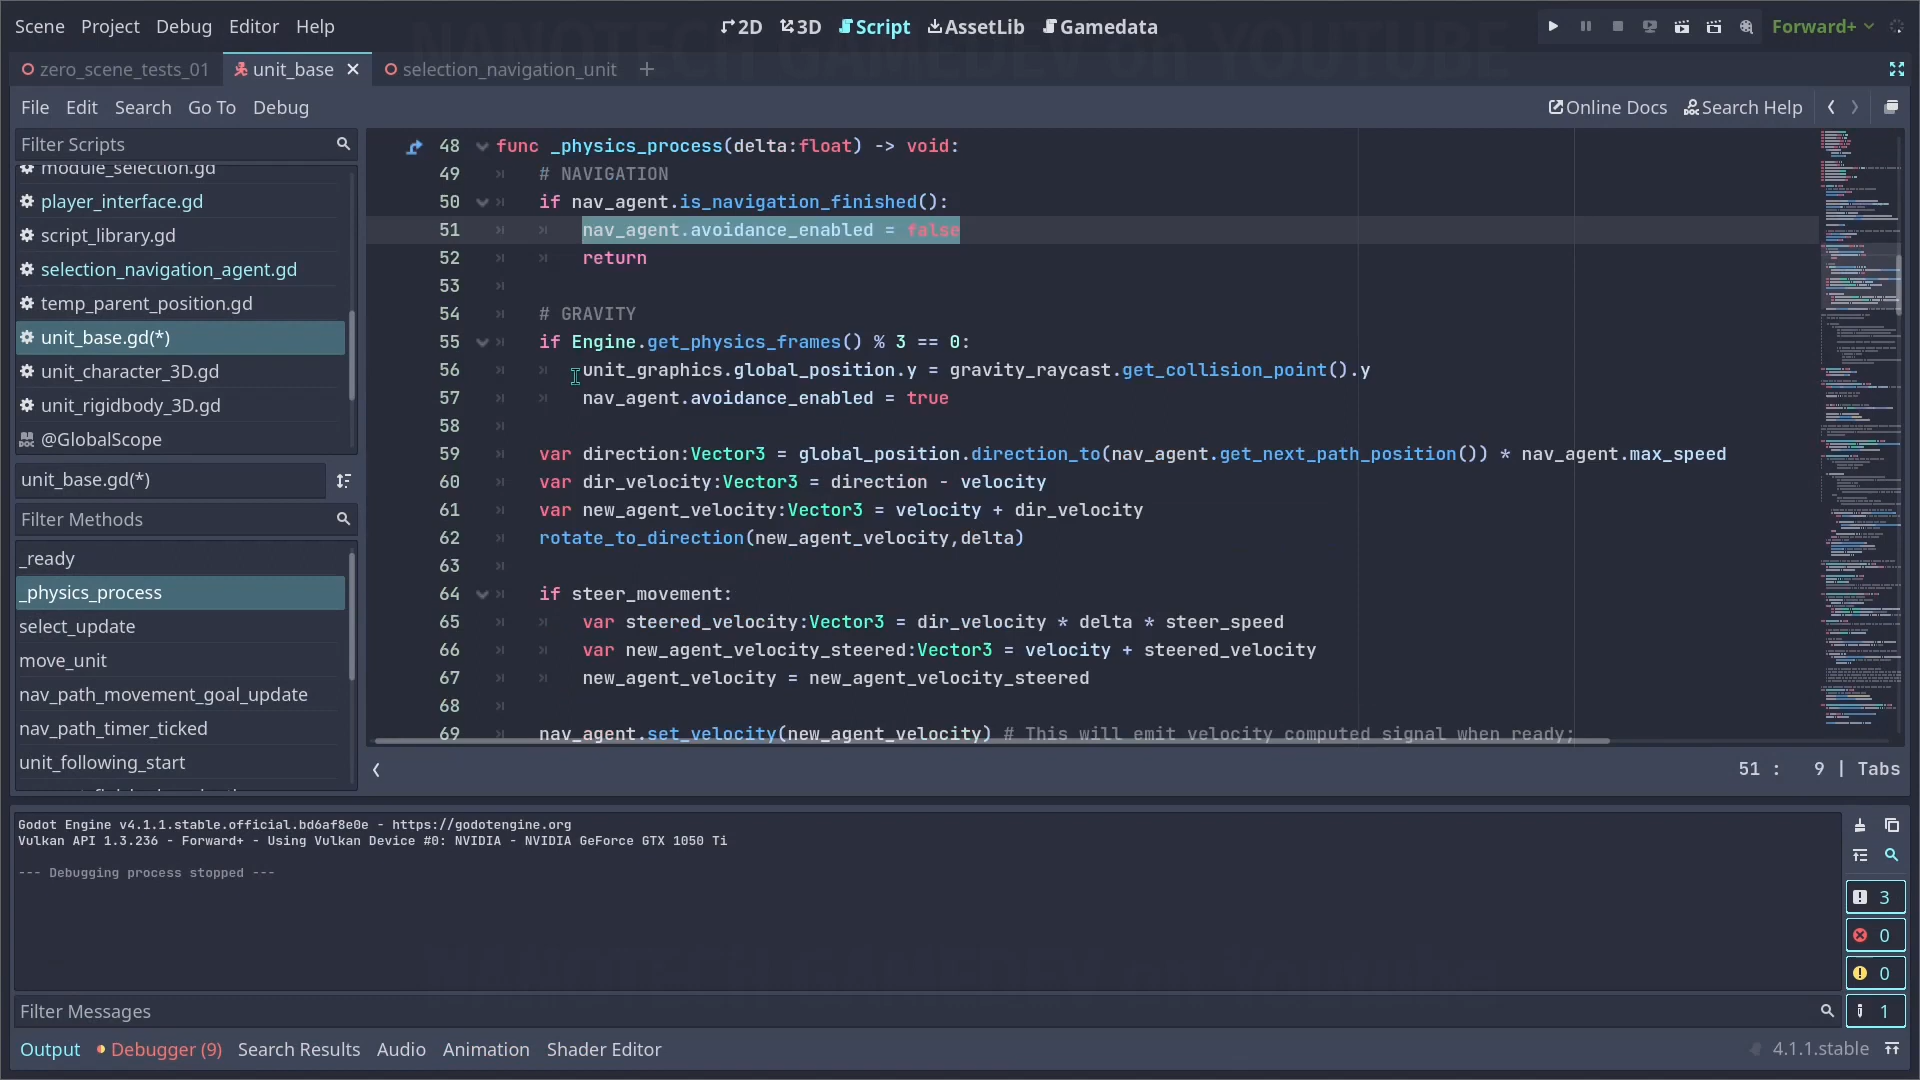 NANOTECH GAMEDEV on YOUTUBE
Scene Project Debug Editor Help
2D 3D Script AssetLib Gamedata
Forward+
zero_scene_tests_01 unit_base selection_navigation_unit
File Edit Search Go To Debug
Online Docs Search Help
Filter Scripts
module_selection.gd
player_interface.gd
script_library.gd
selection_navigation_agent.gd
temp_parent_position.gd
unit_base.gd(*)
unit_character_3D.gd
unit_rigidbody_3D.gd
@GlobalScope
unit_base.gd(*)
Filter Methods
_ready
_physics_process
select_update
move_unit
nav_path_movement_goal_update
nav_path_timer_ticked
unit_following_start
48 func _physics_process(delta:float) -> void:
49 # NAVIGATION
50 if nav_agent.is_navigation_finished():
51 nav_agent.avoidance_enabled = false
52 return
53
54 # GRAVITY
55 if Engine.get_physics_frames() % 3 == 0:
56 unit_graphics.global_position.y = gravity_raycast.get_collision_point().y
57 nav_agent.avoidance_enabled = true
58
59 var direction:Vector3 = global_position.direction_to(nav_agent.get_next_path_position()) * nav_agent.max_speed
60 var dir_velocity:Vector3 = direction - velocity
61 var new_agent_velocity:Vector3 = velocity + dir_velocity
62 rotate_to_direction(new_agent_velocity,delta)
63
64 if steer_movement:
65 var steered_velocity:Vector3 = dir_velocity * delta * steer_speed
66 var new_agent_velocity_steered:Vector3 = velocity + steered_velocity
67 new_agent_velocity = new_agent_velocity_steered
68
69 nav_agent.set_velocity(new_agent_velocity) # This will emit velocity computed signal when ready;
51 : 9 | Tabs
Godot Engine v4.1.1.stable.official.bd6af8e0e - https://godotengine.org
Vulkan API 1.3.236 - Forward+ - Using Vulkan Device #0: NVIDIA - NVIDIA GeForce GTX 1050 Ti
--- Debugging process stopped ---
3
0
0
1
Filter Messages
Output Debugger (9) Search Results Audio Animation Shader Editor
4.1.1.stable